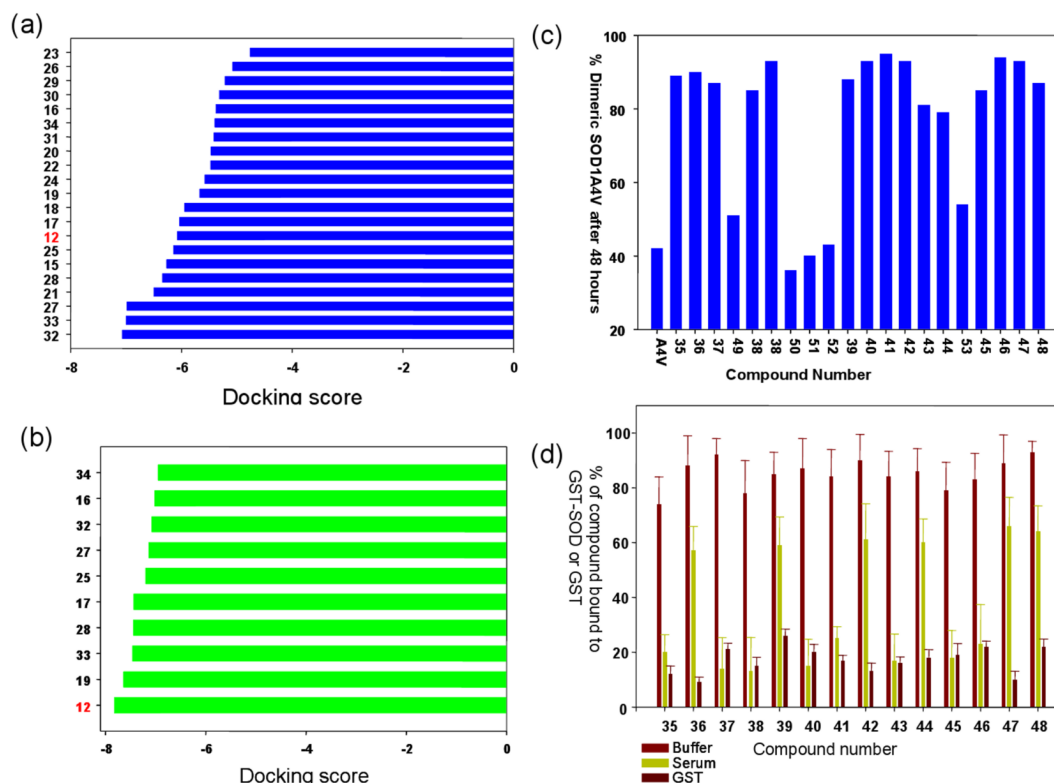 (a)
23
26
29
30
16
34
31
20
22
24
19
18
17
12
25
15
28
21
27
33
32
-8 -6 -4 -2 0
Docking score
(b)
34
16
32
27
25
17
28
33
19
12
-8 -6 -4 -2 0
Docking score
(c)
% Dimeric SOD1A4V after 48 hours
100
80
60
40
20
A4V 35 36 37 49 38 38 50 51 52 39 40 41 42 43 44 53 45 46 47 48
Compound Number
(d)
% of compound bound to
GST-SOD or GST
100
80
60
40
20
0
35 36 37 38 39 40 41 42 43 44 45 46 47 48
Compound number
Buffer
Serum
GST